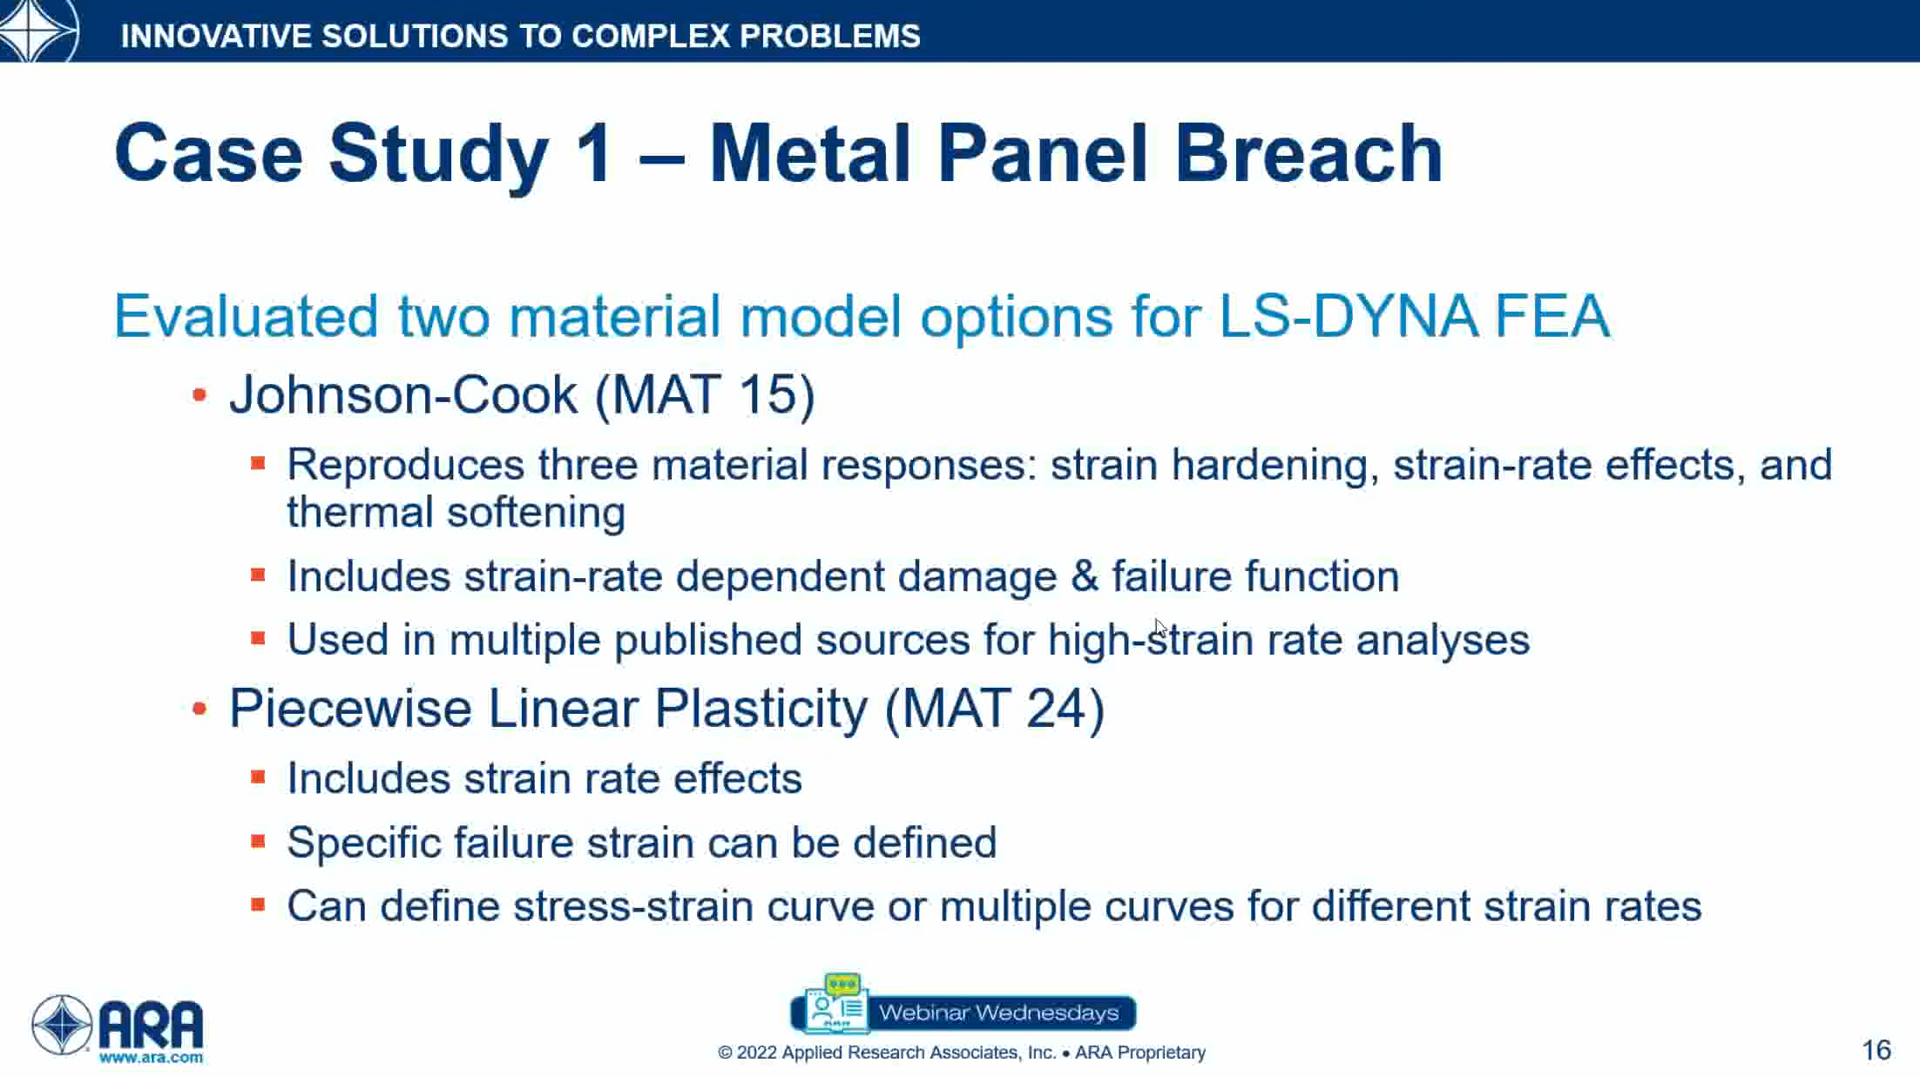 INNOVATIVE SOLUTIONS TO COMPLEX PROBLEMS
Case Study 1 – Metal Panel Breach
Evaluated two material model options for LS-DYNA FEA
• Johnson-Cook (MAT 15)
▪ Reproduces three material responses: strain hardening, strain-rate effects, and
thermal softening
▪ Includes strain-rate dependent damage & failure function
▪ Used in multiple published sources for high-strain rate analyses
• Piecewise Linear Plasticity (MAT 24)
▪ Includes strain rate effects
▪ Specific failure strain can be defined
▪ Can define stress-strain curve or multiple curves for different strain rates
ARA
www.ara.com
Webinar Wednesdays
© 2022 Applied Research Associates, Inc. • ARA Proprietary
16